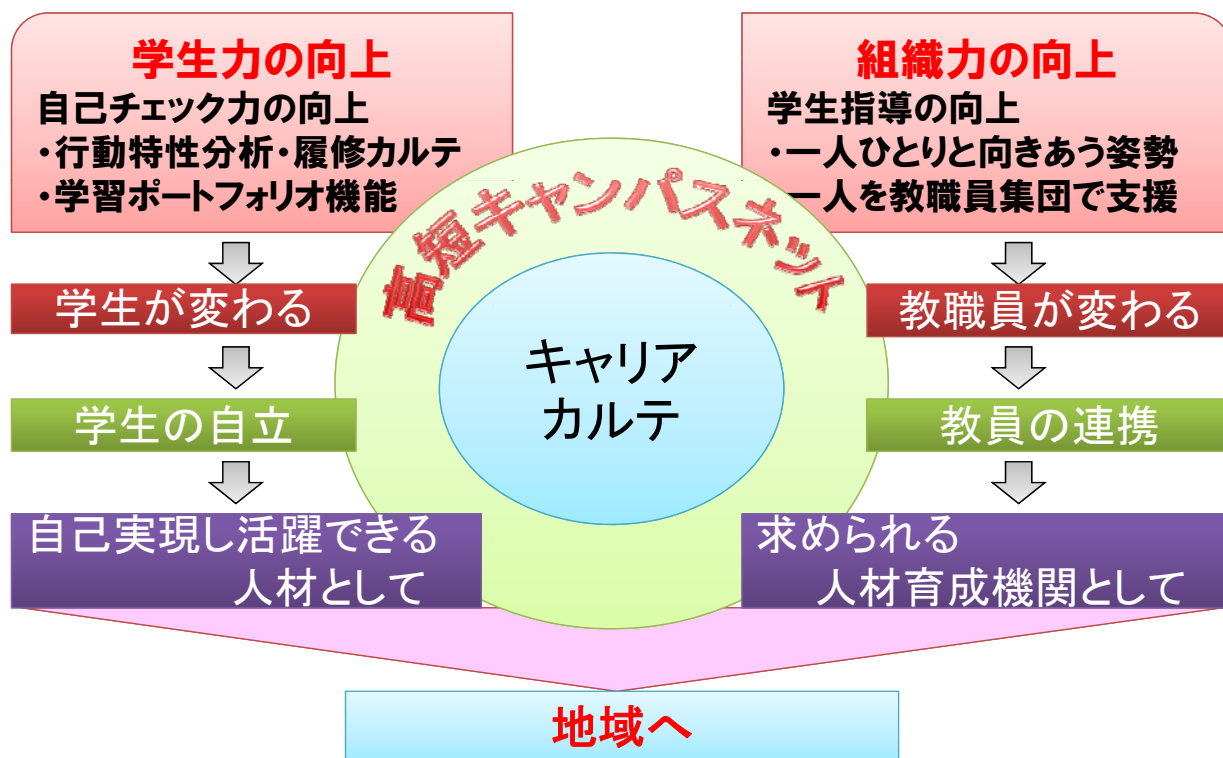 学生力の向上
自己チェック力の向上
・行動特性分析・履修カルテ
・学習ポートフォリオ機能
学生が変わる
学生の自立
自己実現し活躍できる
人材として
高短キャンパスネット
キャリア
カルテ
組織力の向上
学生指導の向上
・一人ひとりと向きあう姿勢
・一人を教職員集団で支援
教職員が変わる
教員の連携
求められる
人材育成機関として
地域へ